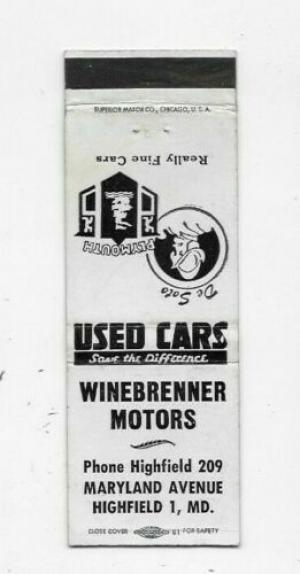 SUPERIOR MATCH CO., CHICAGO, U.S.A.
Really Fine Cars
PLYMOUTH
De Soto
USED CARS
Save the Difference
WINEBRENNER
MOTORS
Phone Highfield 209
MARYLAND AVENUE
HIGHFIELD 1, MD.
CLOSE COVER FOR SAFETY